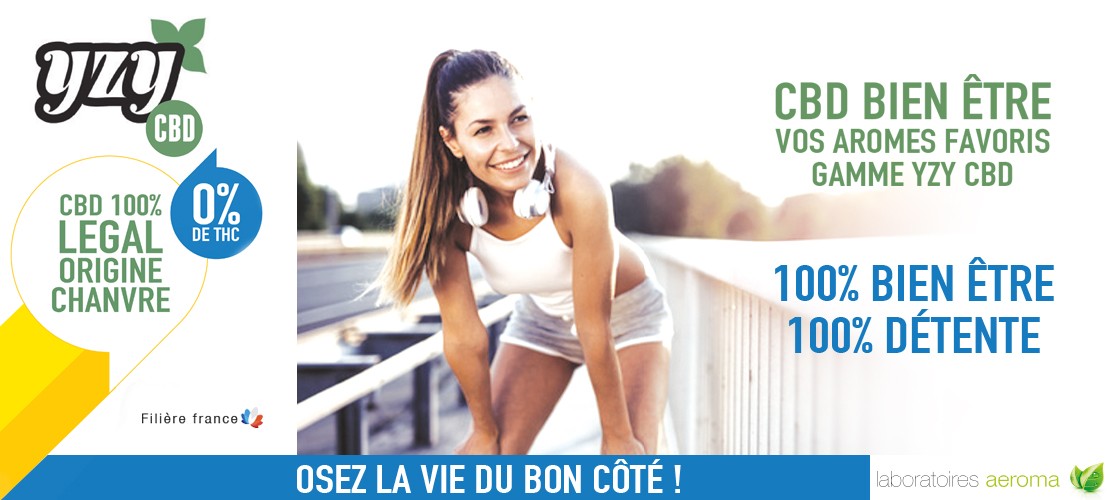 yzy
CBD
0%
DE THC
CBD 100%
LEGAL
ORIGINE
CHANVRE
Filière france
CBD BIEN ÊTRE
VOS AROMES FAVORIS
GAMME YZY CBD
100% BIEN ÊTRE
100% DÉTENTE
OSEZ LA VIE DU BON CÔTÉ !
laboratoires aeroma